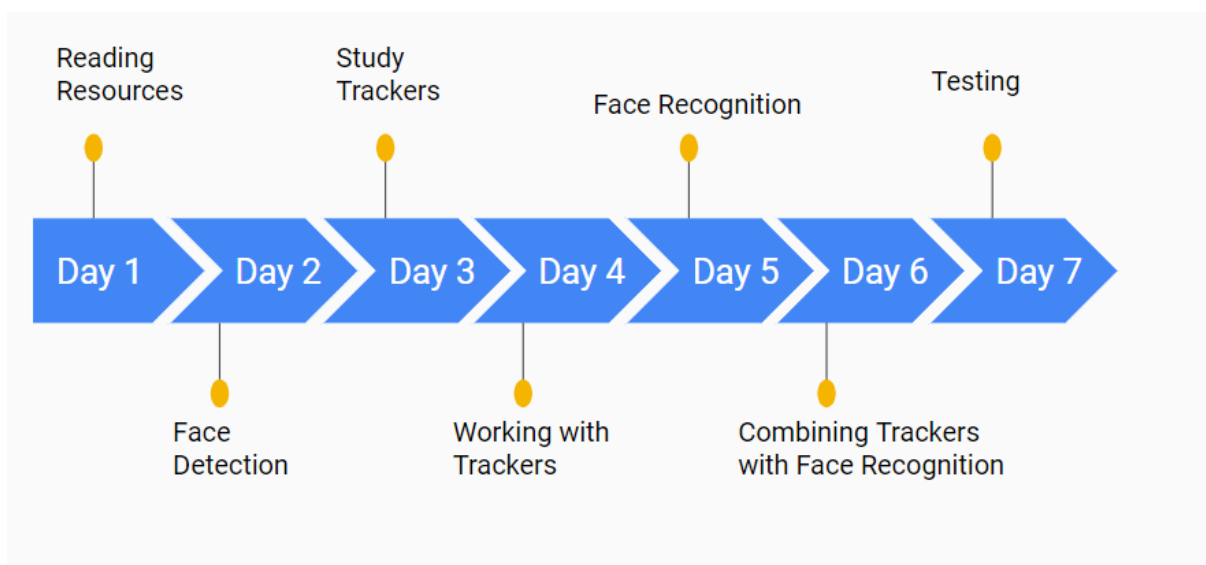 Reading
Resources
Study
Trackers
Face Recognition
Testing
Day 1
Day 2
Day 3
Day 4
Day 5
Day 6
Day 7
Face
Detection
Working with
Trackers
Combining Trackers
with Face Recognition